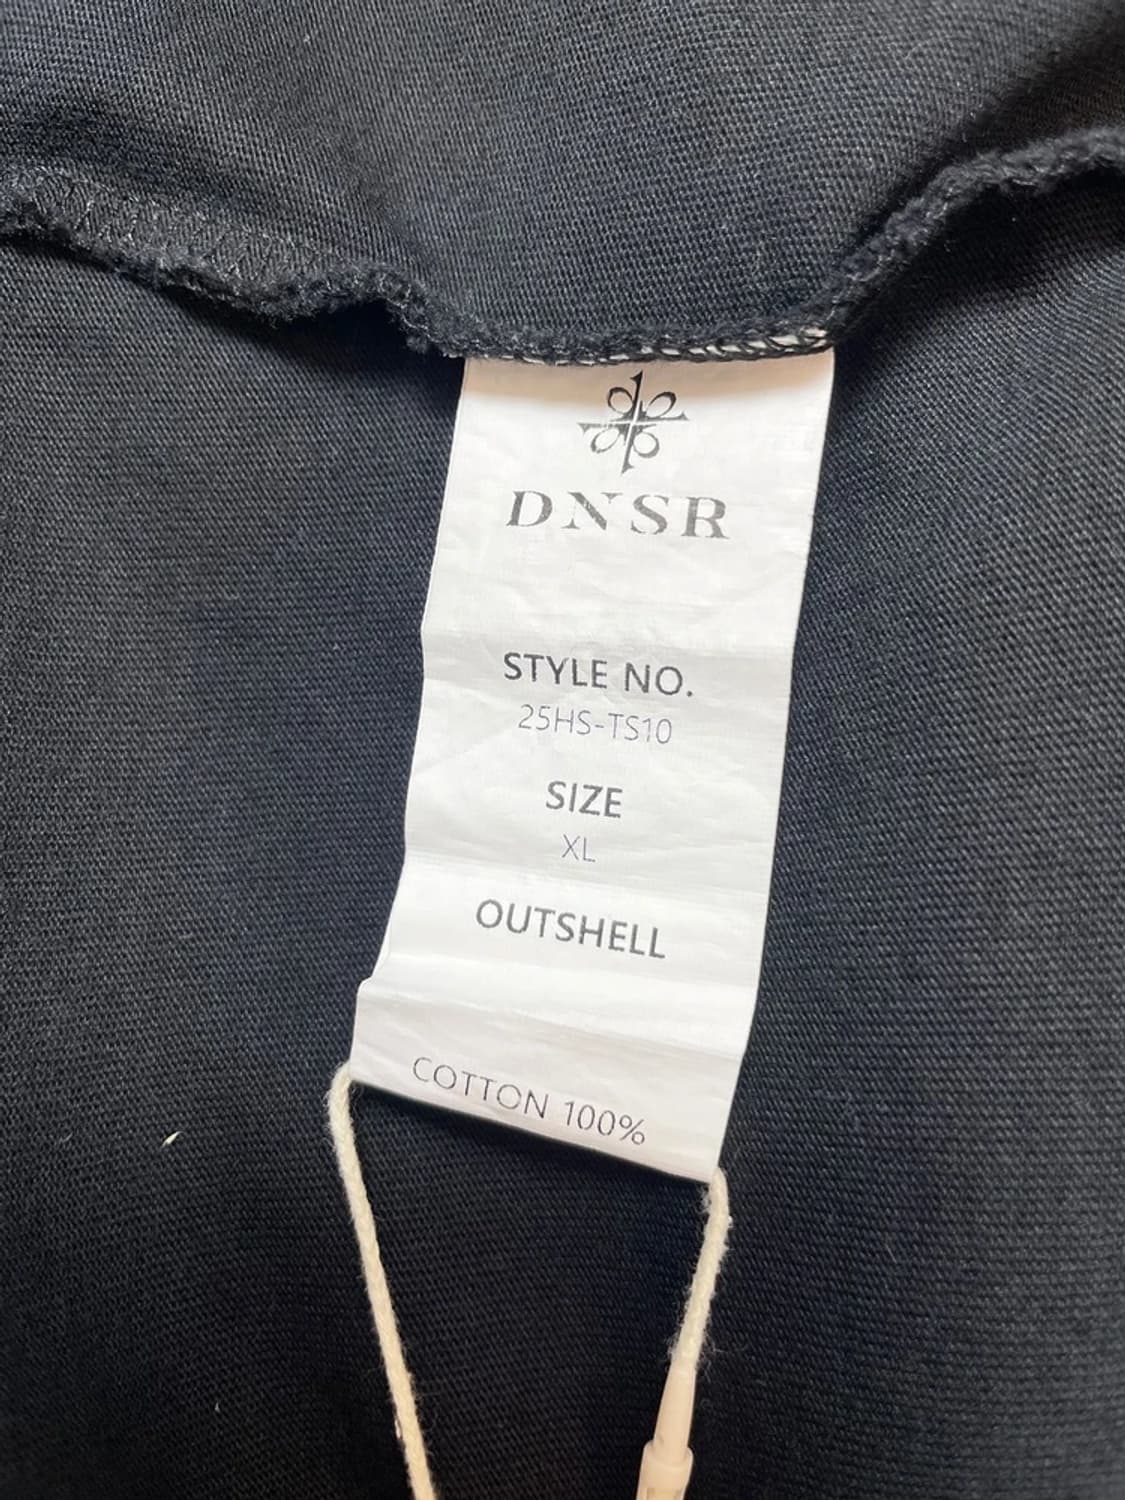 DNSR
STYLE NO.
25HS-TS10
SIZE
XL
OUTSHELL
COTTON 100%